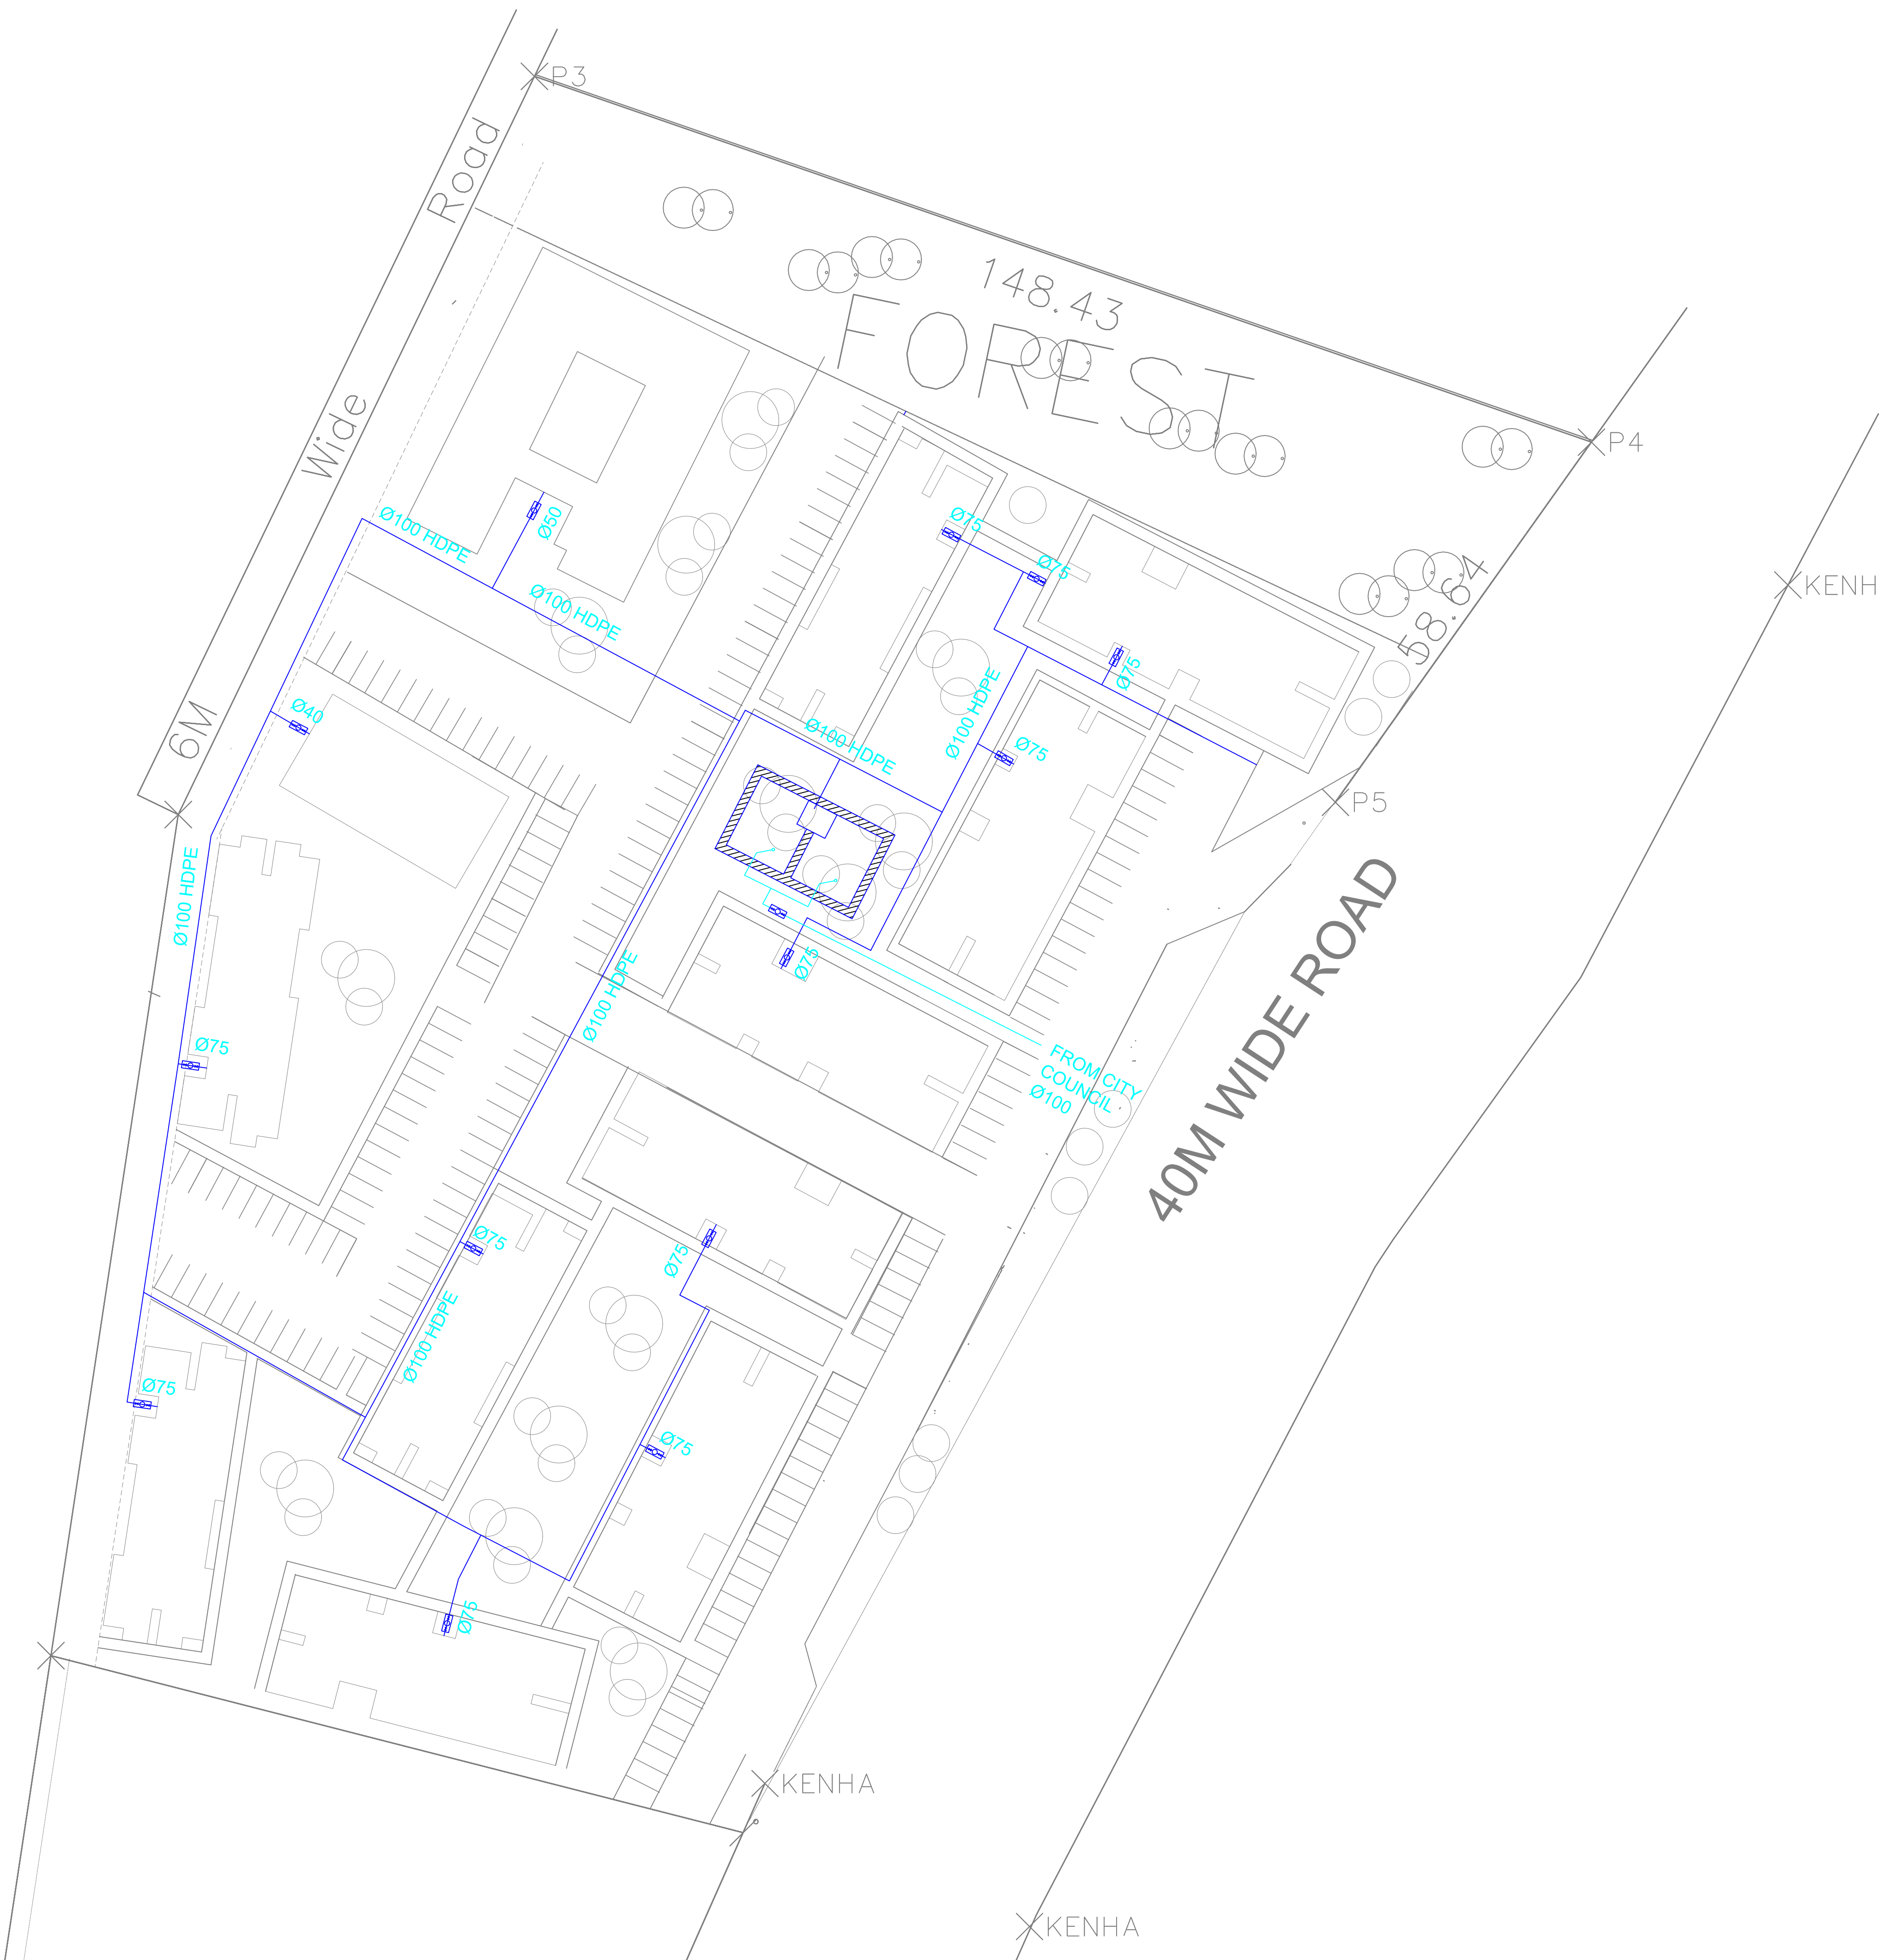 P3
Road
148.43
FOREST
Wide
P4
Ø100 HDPE
Ø50
Ø75
Ø75
58.64
KENH
Ø100 HDPE
Ø75
Ø40
6M
Ø100 HDPE
Ø100 HDPE
Ø75
P5
Ø100 HDPE
40M WIDE ROAD
Ø75
Ø100 HDPE
Ø75
FROM CITY
COUNCIL
Ø100
Ø75
Ø75
Ø100 HDPE
Ø75
Ø75
Ø75
KENHA
KENHA